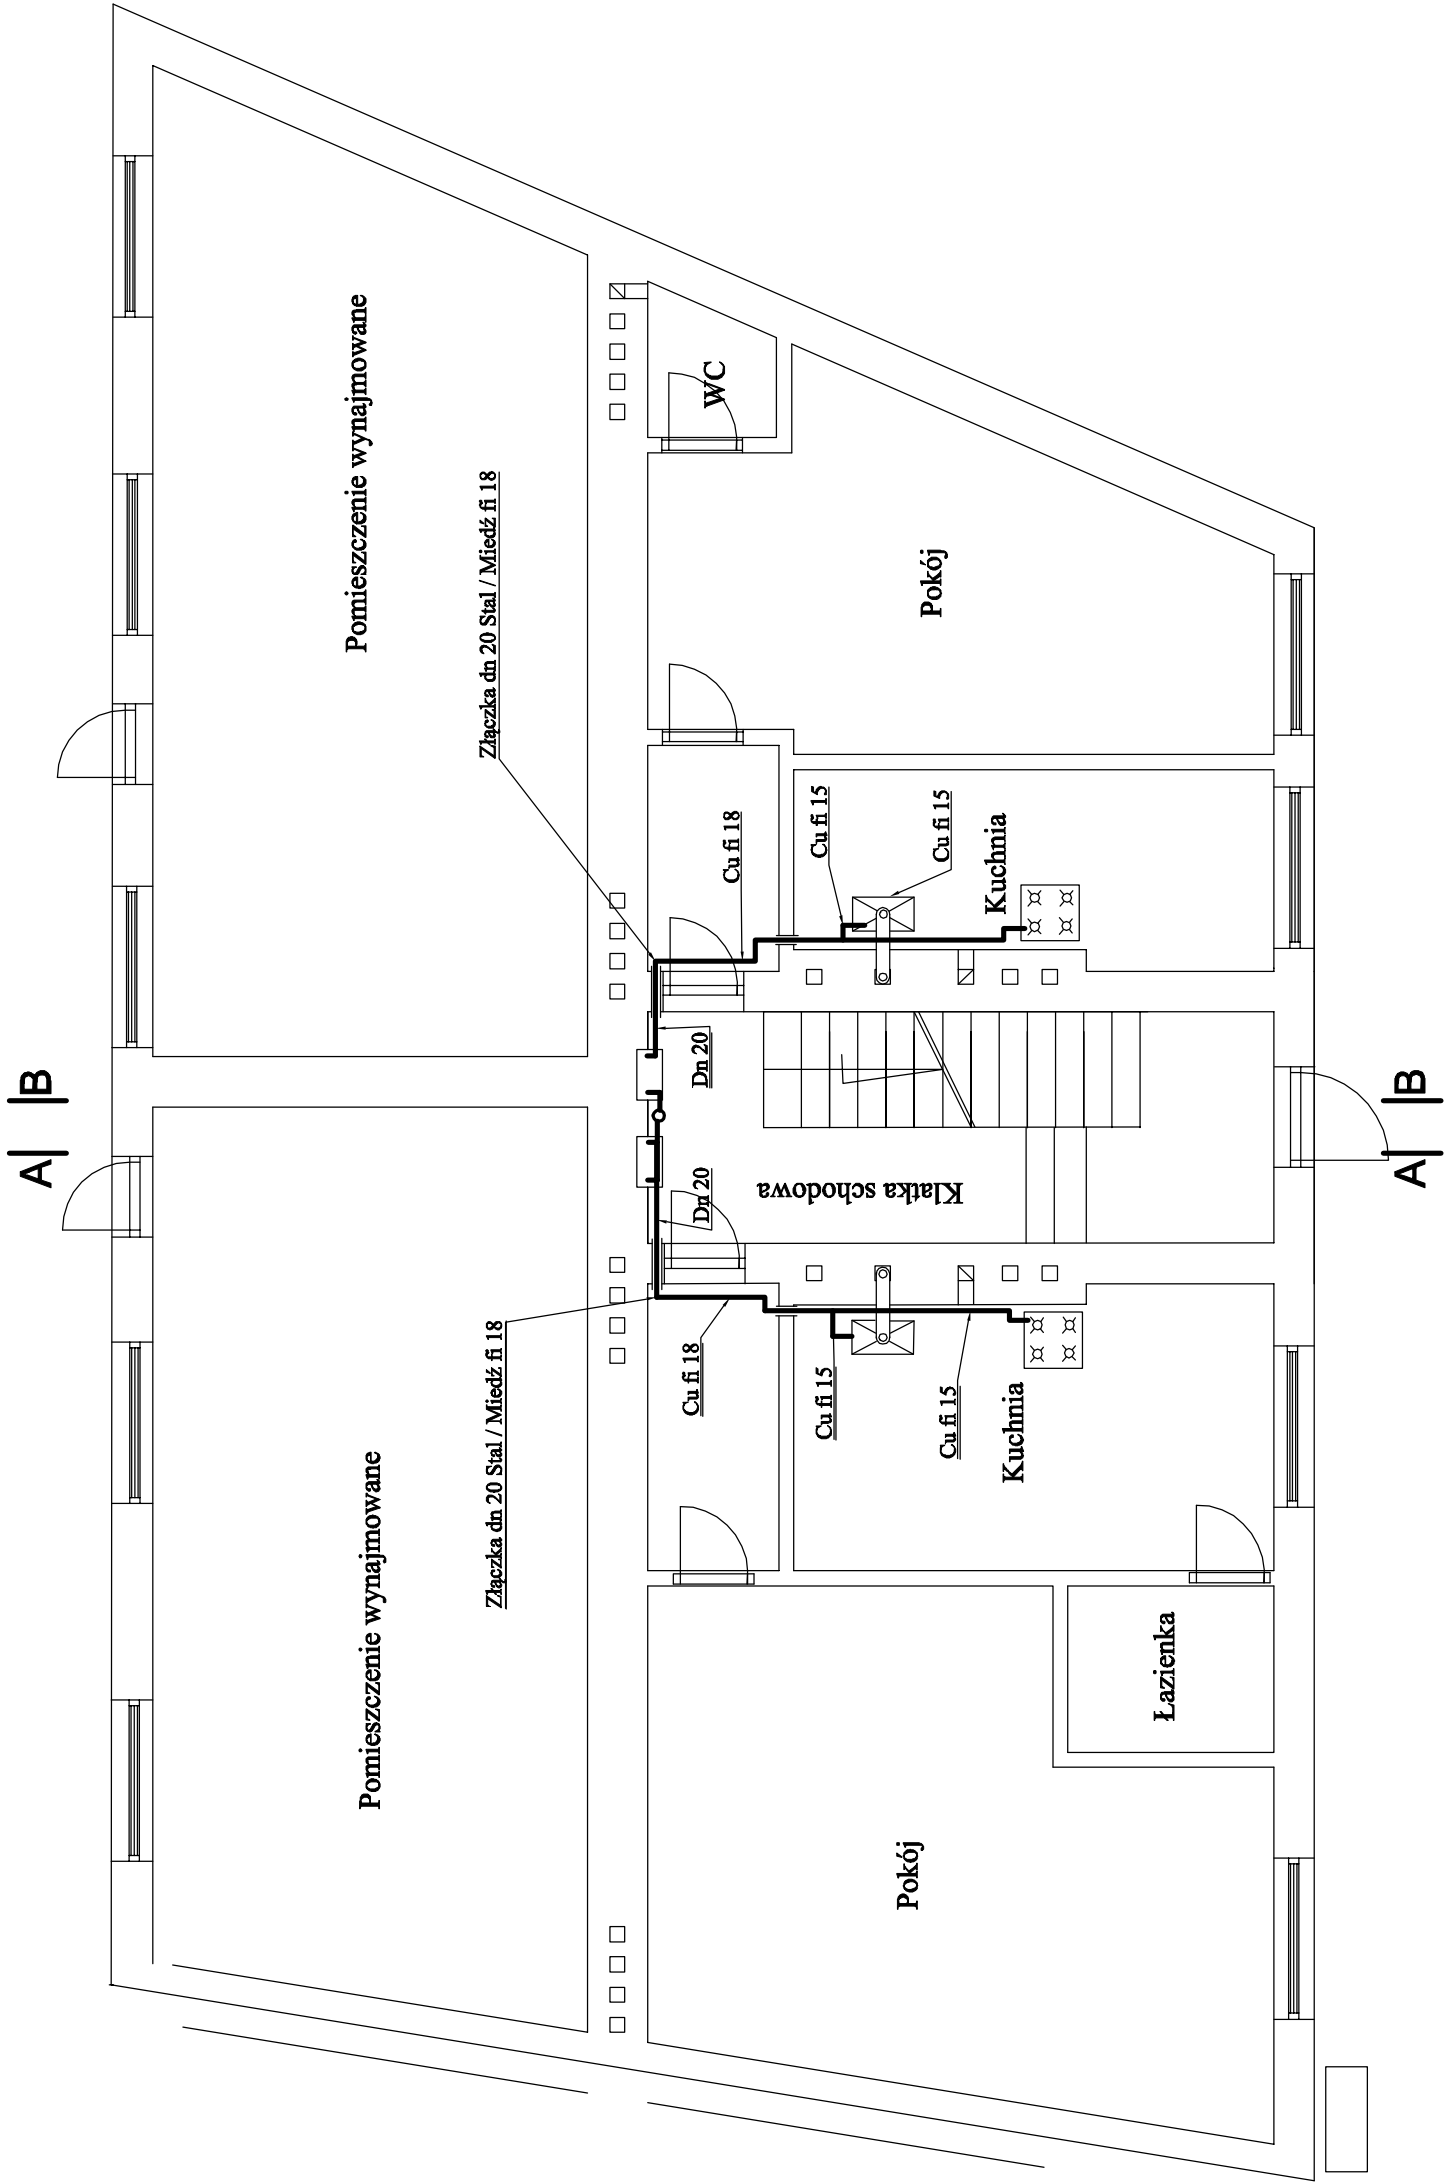 A|
|B
Pomieszczenie wynajmowane
Pomieszczenie wynajmowane
Złączka dn 20 Stal / Miedź fi 18
Złączka dn 20 Stal / Miedź fi 18
Dn 20
Dn 20
Cu fi 18
Cu fi 18
WC
Klatka schodowa
Cu fi 15
Cu fi 15
Cu fi 15
Cu fi 15
Pokój
Pokój
Kuchnia
Kuchnia
Łazienka
A|
|B